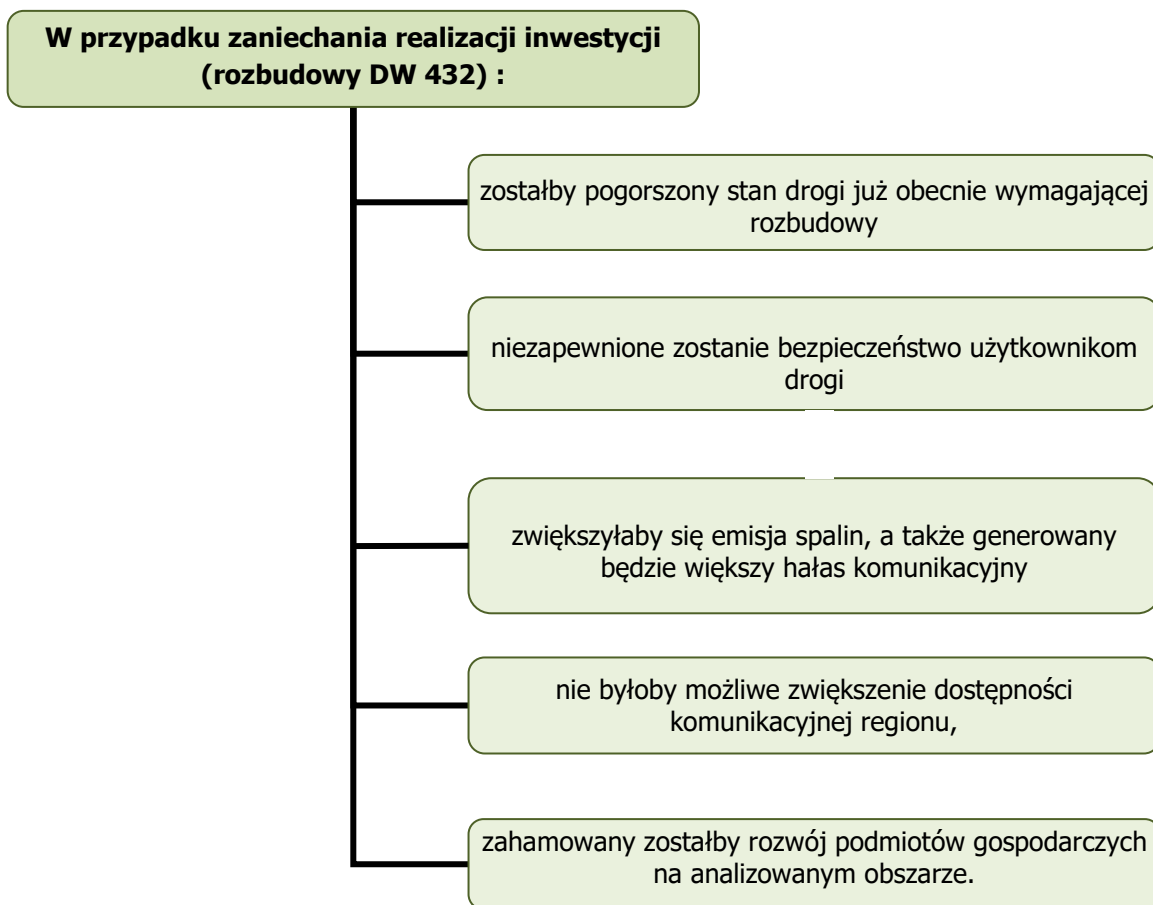 W przypadku zaniechania realizacji inwestycji
(rozbudowy DW 432) :
zostałby pogorszony stan drogi już obecnie wymagającej
rozbudowy
niezapewnione zostanie bezpieczeństwo użytkownikom
drogi
zwiększyłaby się emisja spalin, a także generowany
będzie większy hałas komunikacyjny
nie byłoby możliwe zwiększenie dostępności
komunikacyjnej regionu,
zahamowany zostałby rozwój podmiotów gospodarczych
na analizowanym obszarze.